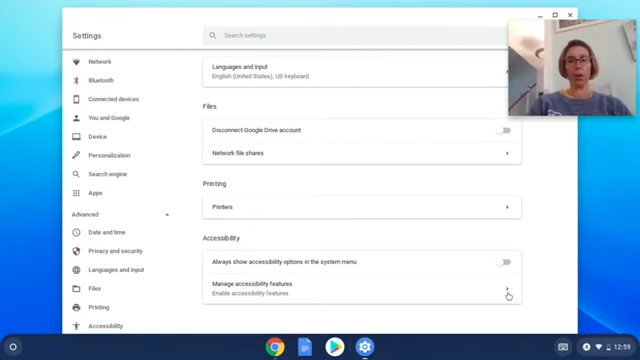 Settings
Search settings
Network
Bluetooth
Connected devices
You and Google
Device
Personalization
Search engine
Apps
Advanced
Date and time
Privacy and security
Languages and input
Files
Printing
Accessibility
Languages and input
English (United States), US keyboard
Files
Disconnect Google Drive account
Network file shares
Printing
Printers
Accessibility
Always show accessibility options in the system menu
Manage accessibility features
Enable accessibility features
12:59